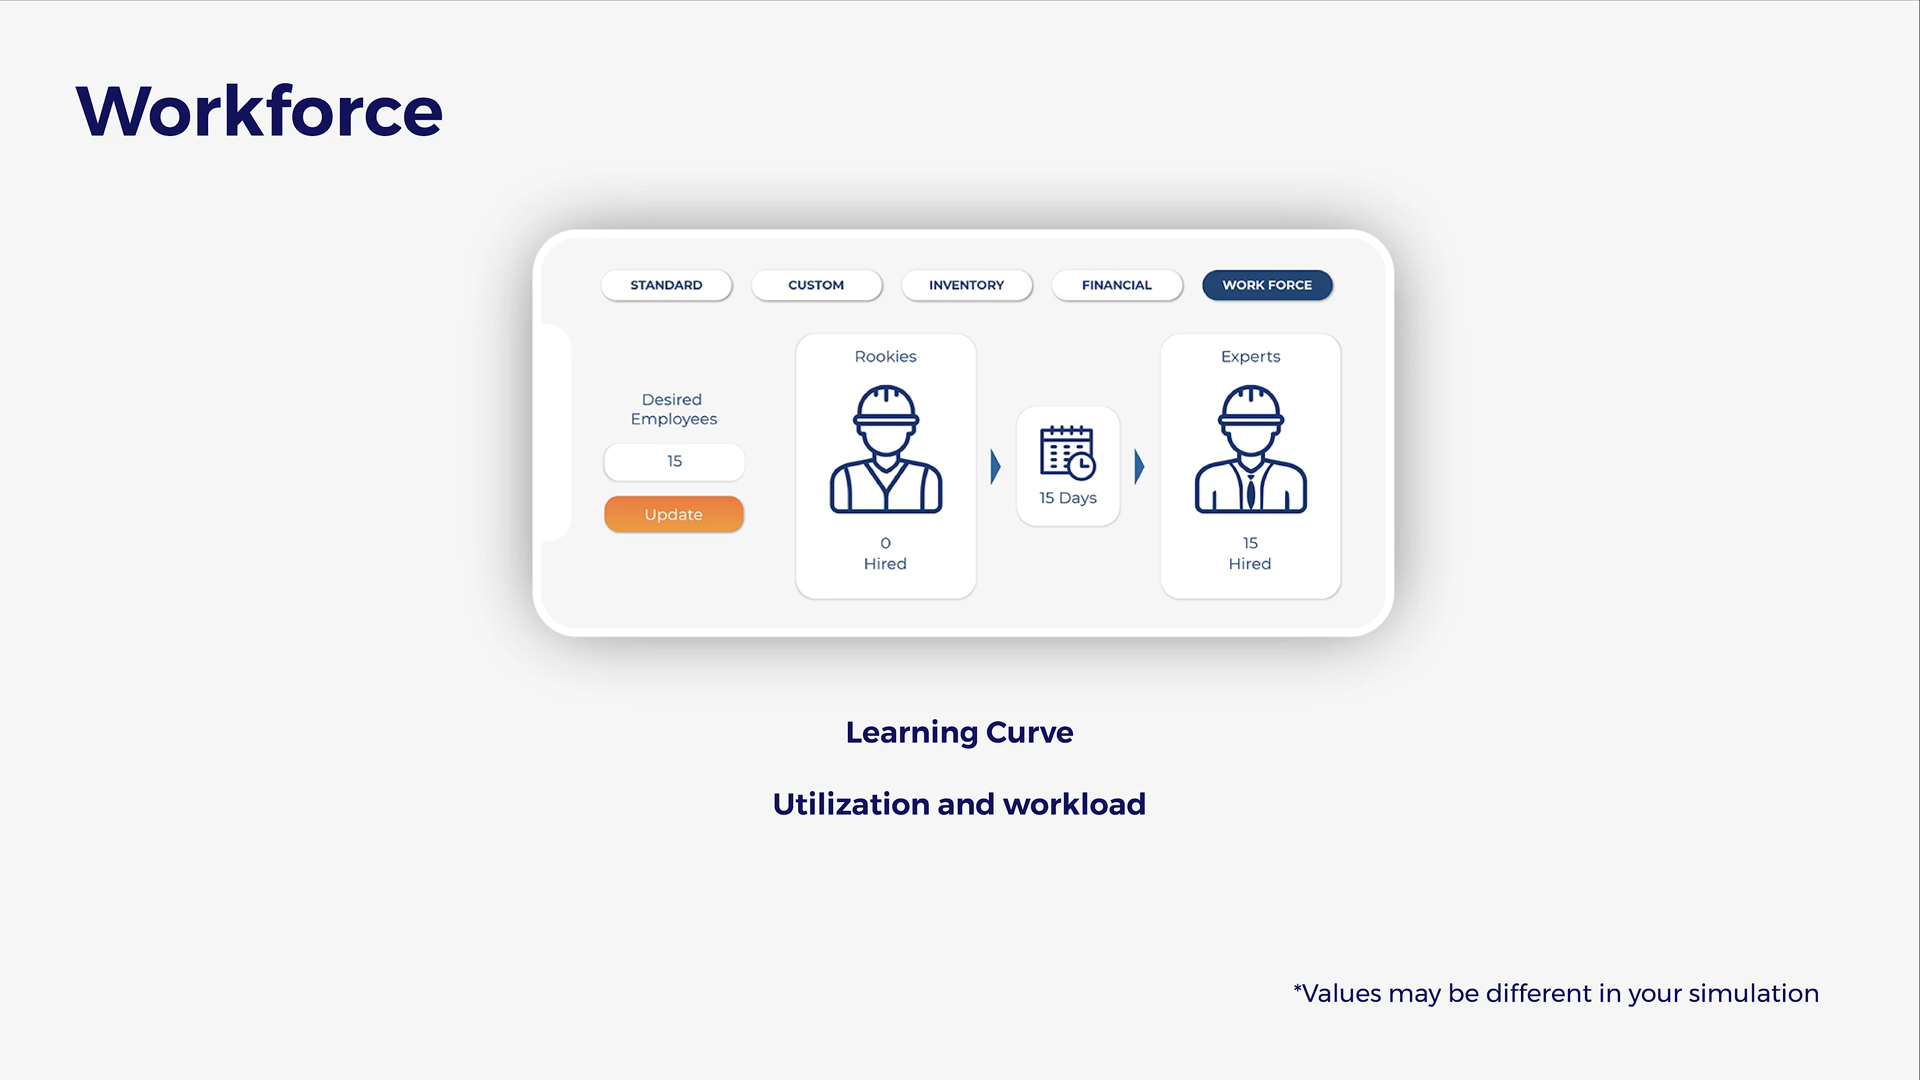 Workforce
STANDARD
CUSTOM
INVENTORY
FINANCIAL
WORK FORCE
Desired
Employees
15
Update
Rookies
0
Hired
15 Days
Experts
15
Hired
Learning Curve
Utilization and workload
*Values may be different in your simulation